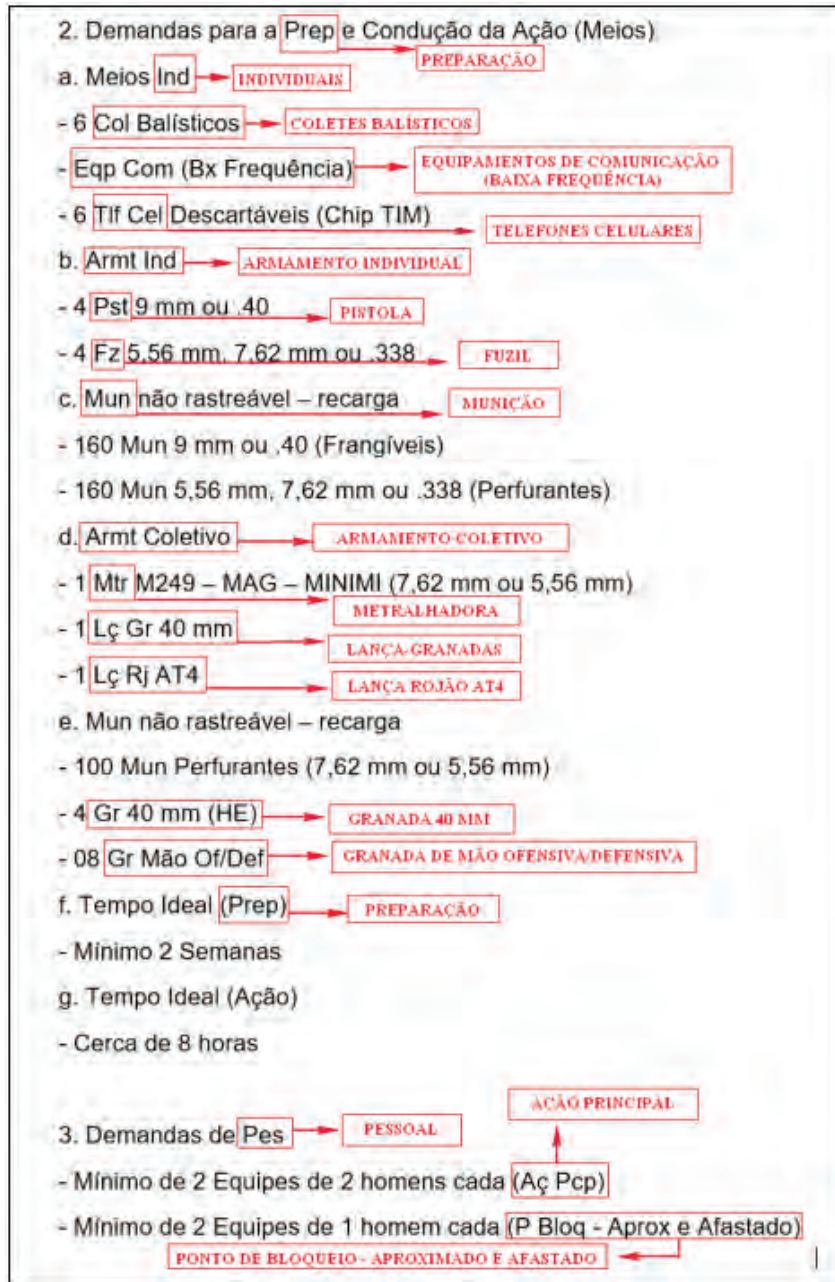 2. Demandas para a Prep e Condução da Ação (Meios)
PREPARAÇÃO
a. Meios Ind
INDIVIDUAIS
- 6 Col Balísticos
COLETES BALÍSTICOS
- Eqp Com (Bx Frequência)
EQUIPAMENTOS DE COMUNICAÇÃO
(BAIXA FREQUÊNCIA)
- 6 Tlf Cel Descartáveis (Chip TIM)
TELEFONES CELULARES
b. Armt Ind
ARMAMENTO INDIVIDUAL
- 4 Pst 9 mm ou .40
PISTOLA
- 4 Fz 5,56 mm, 7,62 mm ou .338
FUZIL
c. Mun não rastreável – recarga
MUNIÇÃO
- 160 Mun 9 mm ou .40 (Frangíveis)
- 160 Mun 5,56 mm, 7,62 mm ou .338 (Perfurantes)
d. Armt Coletivo
ARMAMENTO COLETIVO
- 1 Mtr M249 – MAG – MINIMI (7,62 mm ou 5,56 mm)
METRALHADORA
- 1 Lç Gr 40 mm
LANÇA-GRANADAS
- 1 Lç Rj AT4
LANÇA ROJÃO AT4
e. Mun não rastreável – recarga
- 100 Mun Perfurantes (7,62 mm ou 5,56 mm)
- 4 Gr 40 mm (HE)
GRANADA 40 MM
- 08 Gr Mão Of/Def
GRANADA DE MÃO OFENSIVA/DEFENSIVA
f. Tempo Ideal (Prep)
PREPARAÇÃO
- Mínimo 2 Semanas
g. Tempo Ideal (Ação)
- Cerca de 8 horas
AÇÃO PRINCIPAL
3. Demandas de Pes
PESSOAL
- Mínimo de 2 Equipes de 2 homens cada (Aç Pcp)
- Mínimo de 2 Equipes de 1 homem cada (P Bloq - Aprox e Afastado)
PONTO DE BLOQUEIO - APROXIMADO E AFASTADO